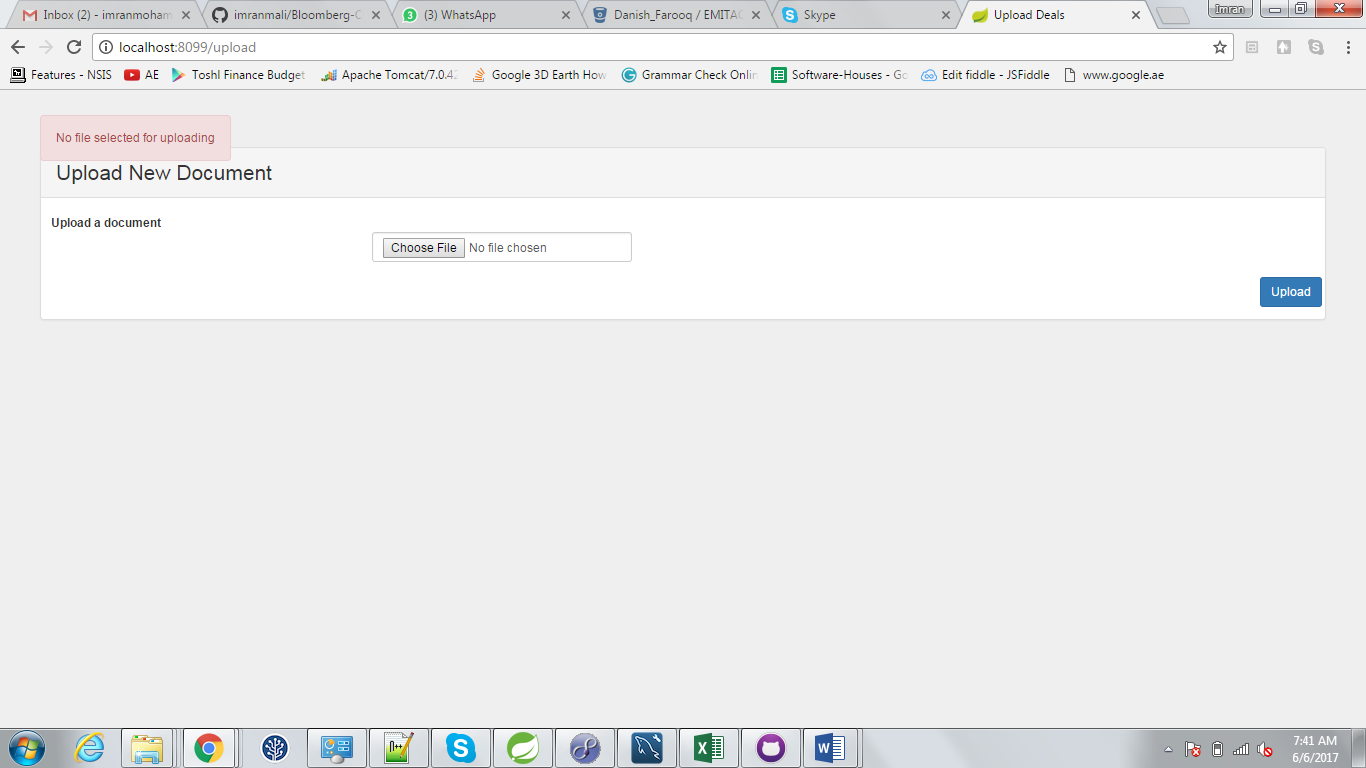 Inbox (2) - imranmoham
imranmali/Bloomberg-C
3
(3) WhatsApp
Danish_Farooq / EMITAC
Skype
Upload Deals
Imran
localhost:8099/upload
Features - NSIS
AE
Toshl Finance Budget
Apache Tomcat/7.0.42
Google 3D Earth How
Grammar Check Onlin
Software-Houses - Go
Edit fiddle - JSFiddle
www.google.ae
No file selected for uploading
Upload New Document
Upload a document
Choose File No file chosen
Upload
7:41 AM
6/6/2017